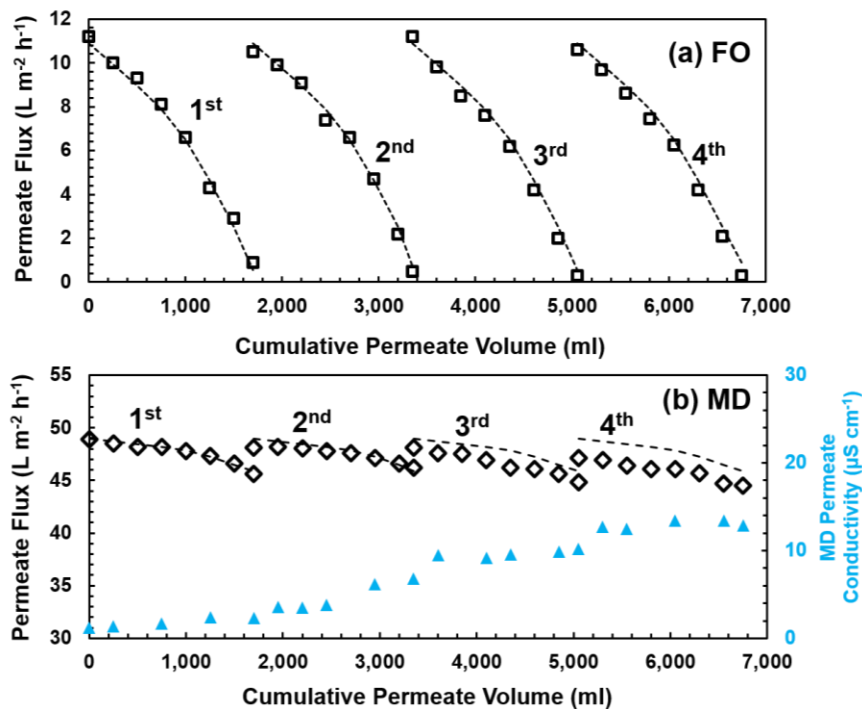 (a) FO
Permeate Flux (L m⁻² h⁻¹)
12
10
8
6
4
2
0
1st
2nd
3rd
4th
0 1,000 2,000 3,000 4,000 5,000 6,000 7,000
Cumulative Permeate Volume (ml)
(b) MD
Permeate Flux (L m⁻² h⁻¹)
55
50
45
40
35
30
1st 2nd 3rd 4th
30
20
10
0
MD Permeate
Conductivity (µS cm⁻¹)
0 1,000 2,000 3,000 4,000 5,000 6,000 7,000
Cumulative Permeate Volume (ml)